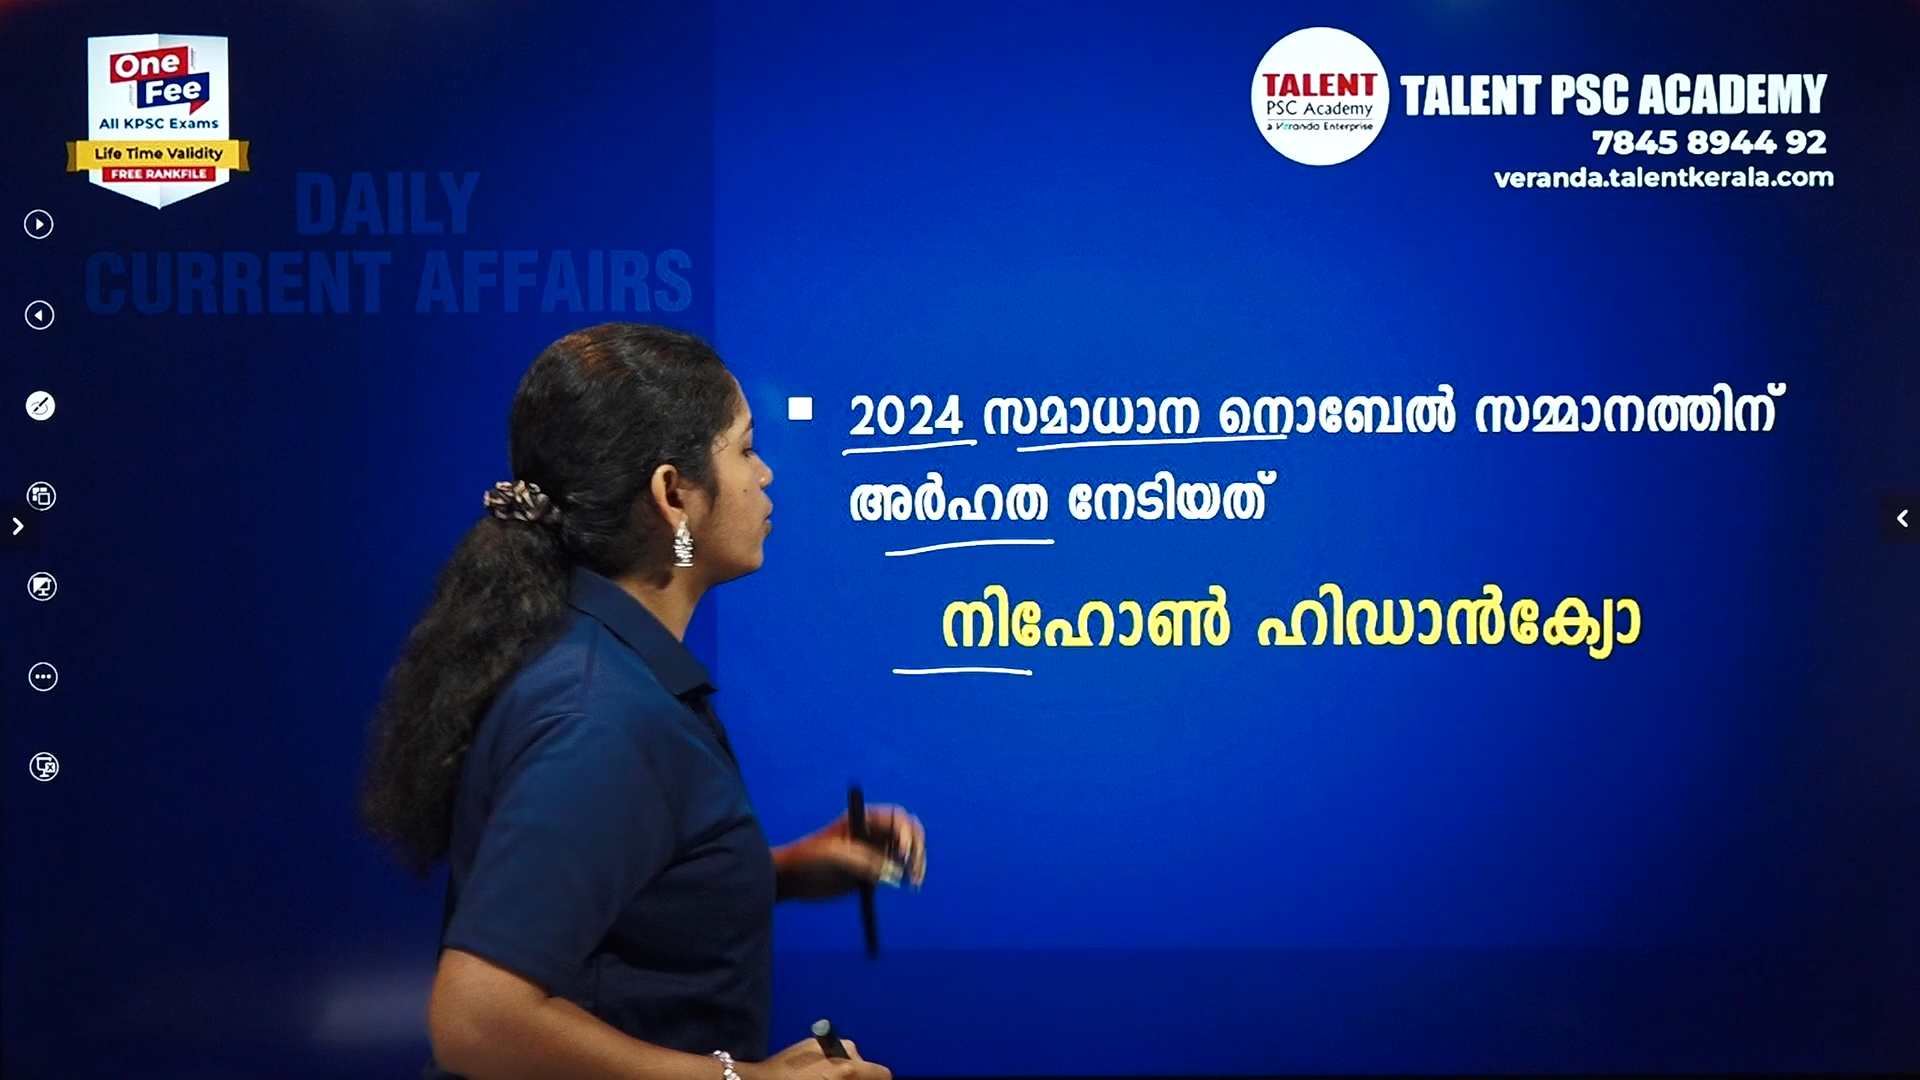 One
Fee
All KPSC Exams
Life Time Validity
FREE RANKFILE
TALENT
PSC Academy
a Veranda Enterprise
TALENT PSC ACADEMY
7845 8944 92
veranda.talentkerala.com
DAILY
CURRENT AFFAIRS
2024 സമാധാന നൊബേൽ സമ്മാനത്തിന്
അർഹത നേടിയത്
നിഹോൺ ഹിഡാൻക്യോ